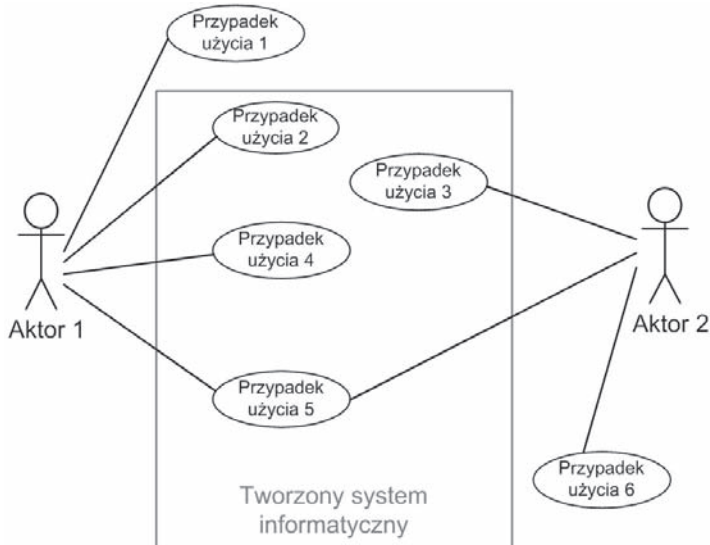 Przypadek
użycia 1
Przypadek
użycia 2
Przypadek
użycia 3
Przypadek
użycia 4
Aktor 1
Aktor 2
Przypadek
użycia 5
Przypadek
użycia 6
Tworzony system
informatyczny